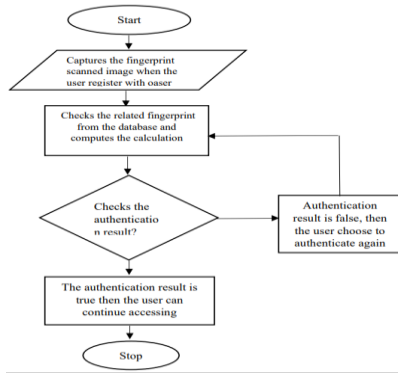 Start
Captures the fingerprint
scanned image when the
user register with oaser
Checks the related fingerprint
from the database and
computes the calculation
Checks the
authenticatio
n result?
Authentication
result is false, then
the user choose to
authenticate again
The authentication result is
true then the user can
continue accessing
Stop